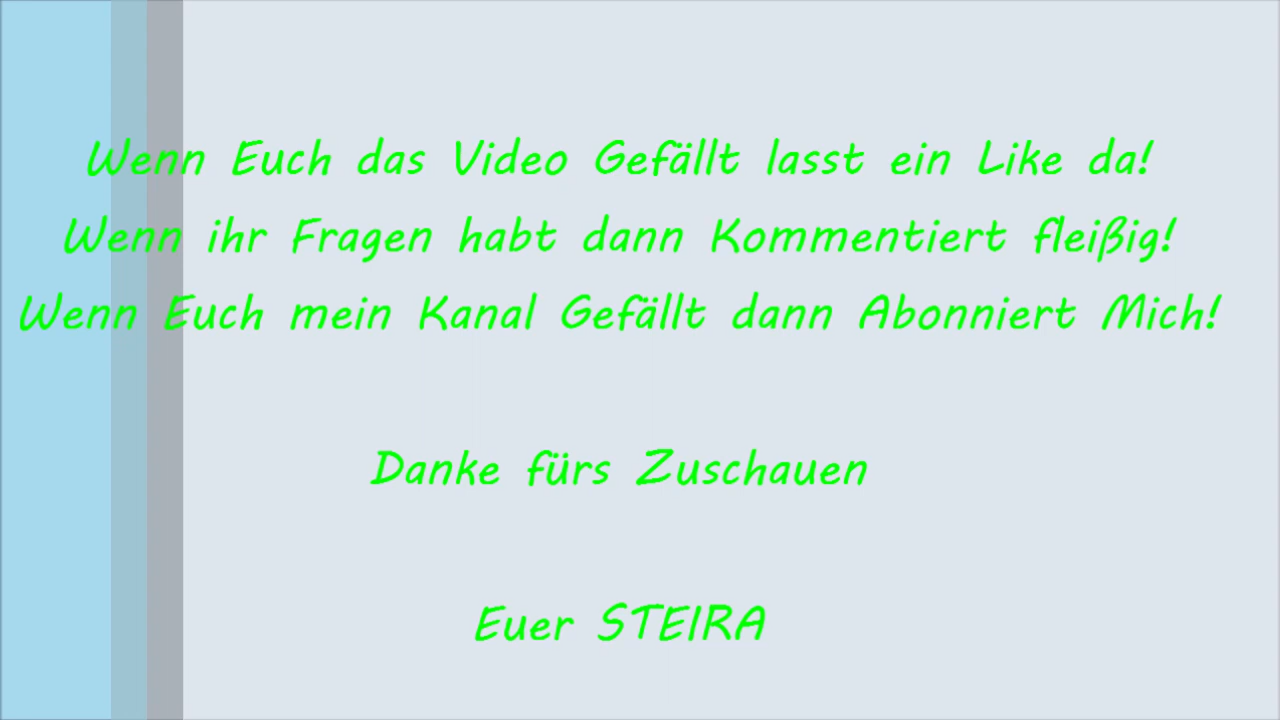 Wenn Euch das Video Gefällt lasst ein Like da!
Wenn ihr Fragen habt dann Kommentiert fleißig!
Wenn Euch mein Kanal Gefällt dann Abonniert Mich!
Danke fürs Zuschauen
Euer STEIRA